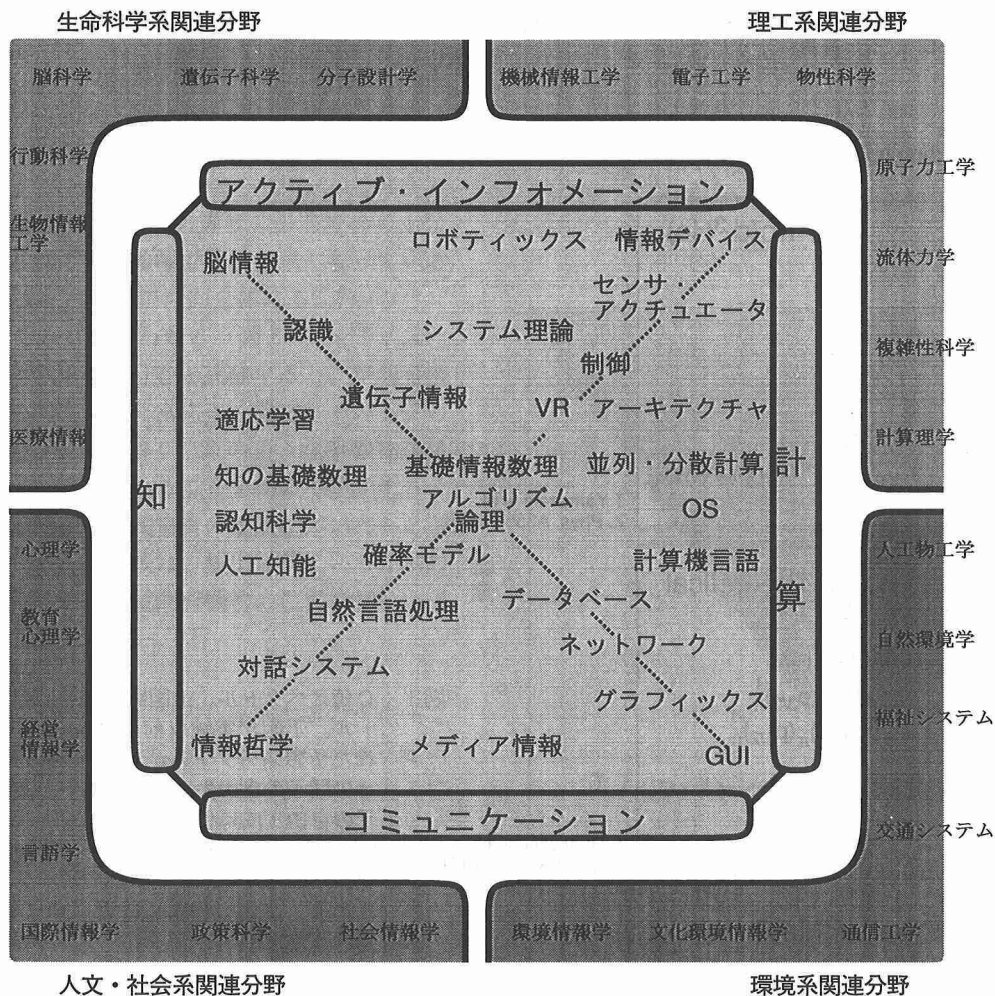 生命科学系関連分野
理工系関連分野
脳科学
遺伝子科学
分子設計学
機械情報工学
電子工学
物性科学
行動科学
生物情報
工学
医療情報
原子力工学
流体力学
複雑性科学
計算理学
アクティブ・インフォメーション
ロボティックス
情報デバイス
脳情報
センサ・
アクチュエータ
認識
システム理論
制御
遺伝子情報
VR
アーキテクチャ
適応学習
基礎情報数理
並列・分散計算
知の基礎数理
アルゴリズム
OS
認知科学
論理
確率モデル
計算機言語
人工知能
データベース
自然言語処理
ネットワーク
対話システム
グラフィックス
情報哲学
メディア情報
GUI
知
計
算
コミュニケーション
心理学
教育
心理学
経営
情報学
言語学
人工物工学
自然環境学
福祉システム
交通システム
国際情報学
政策科学
社会情報学
環境情報学
文化環境情報学
通信工学
人文・社会系関連分野
環境系関連分野